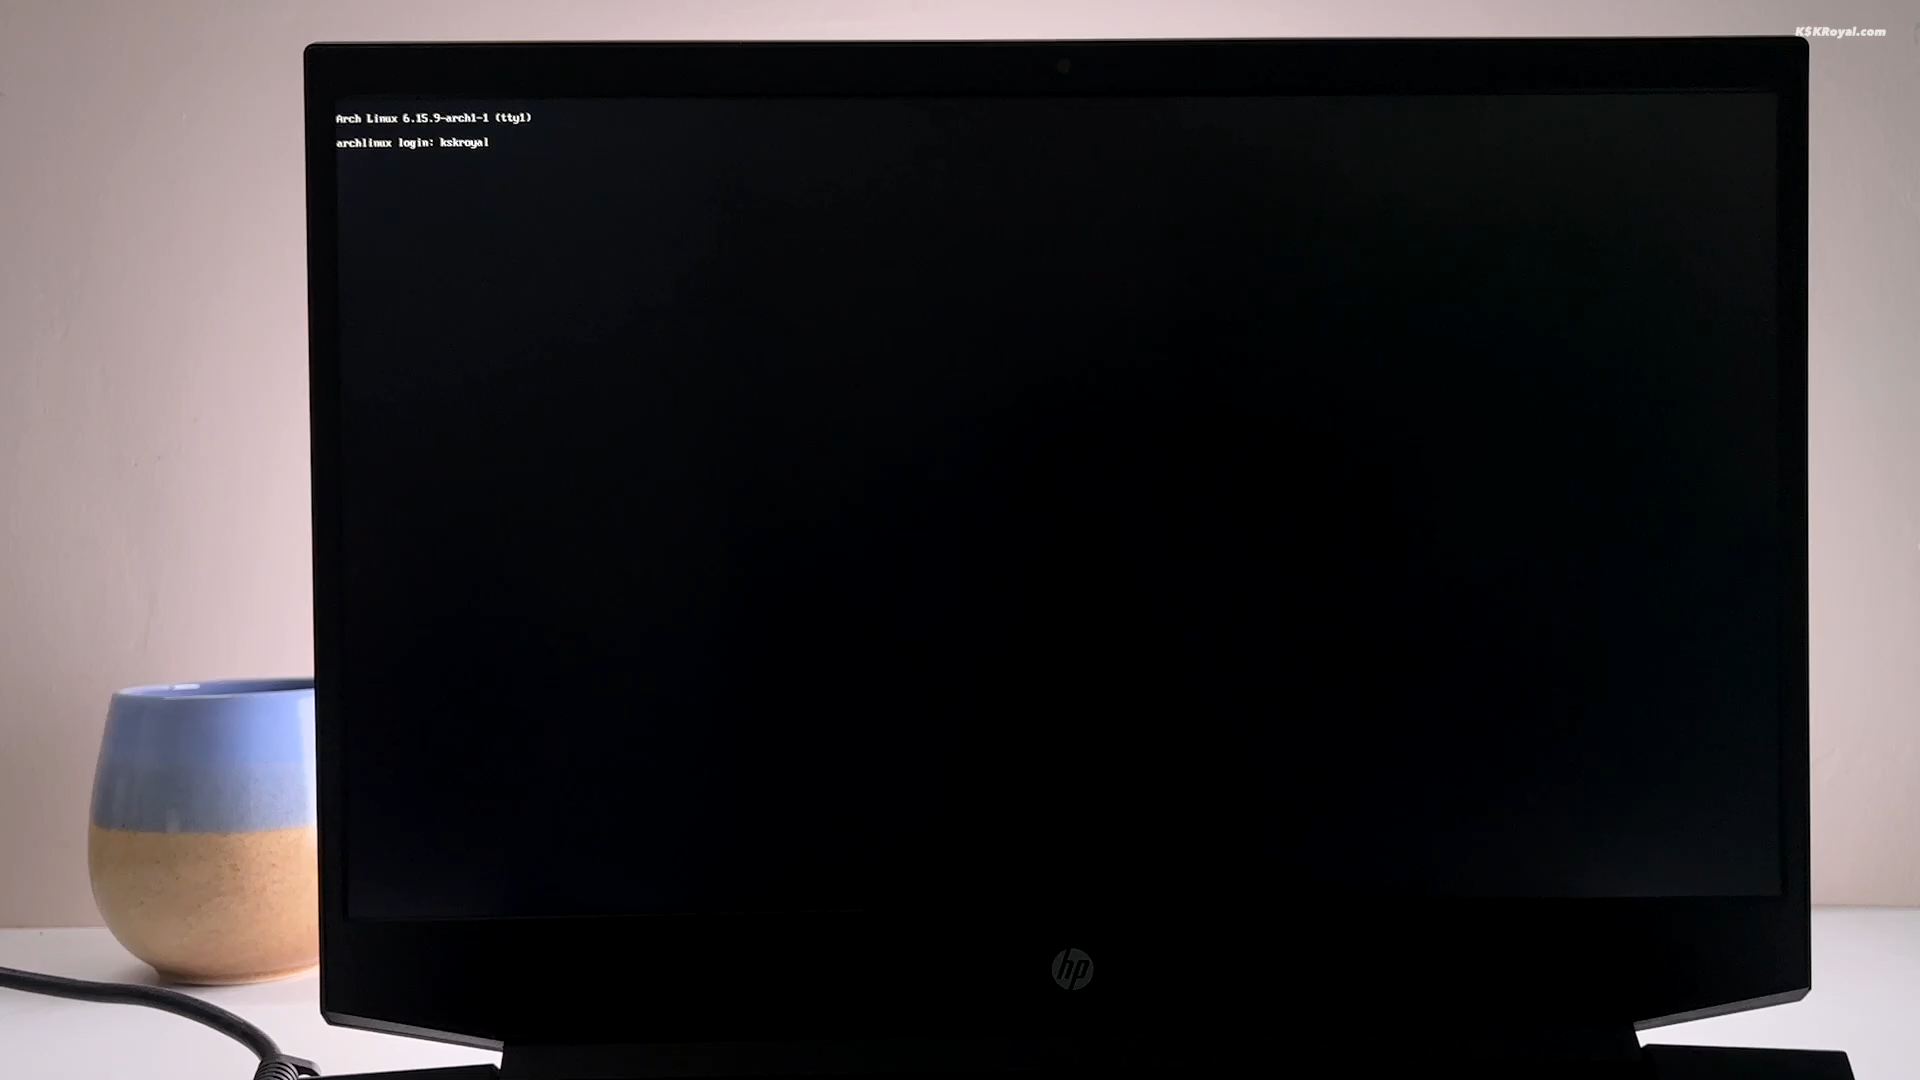 K$KRoyal.com
Arch Linux 6.15.9-arch1-1 (tty1)
archlinux login: kskroyal
hp